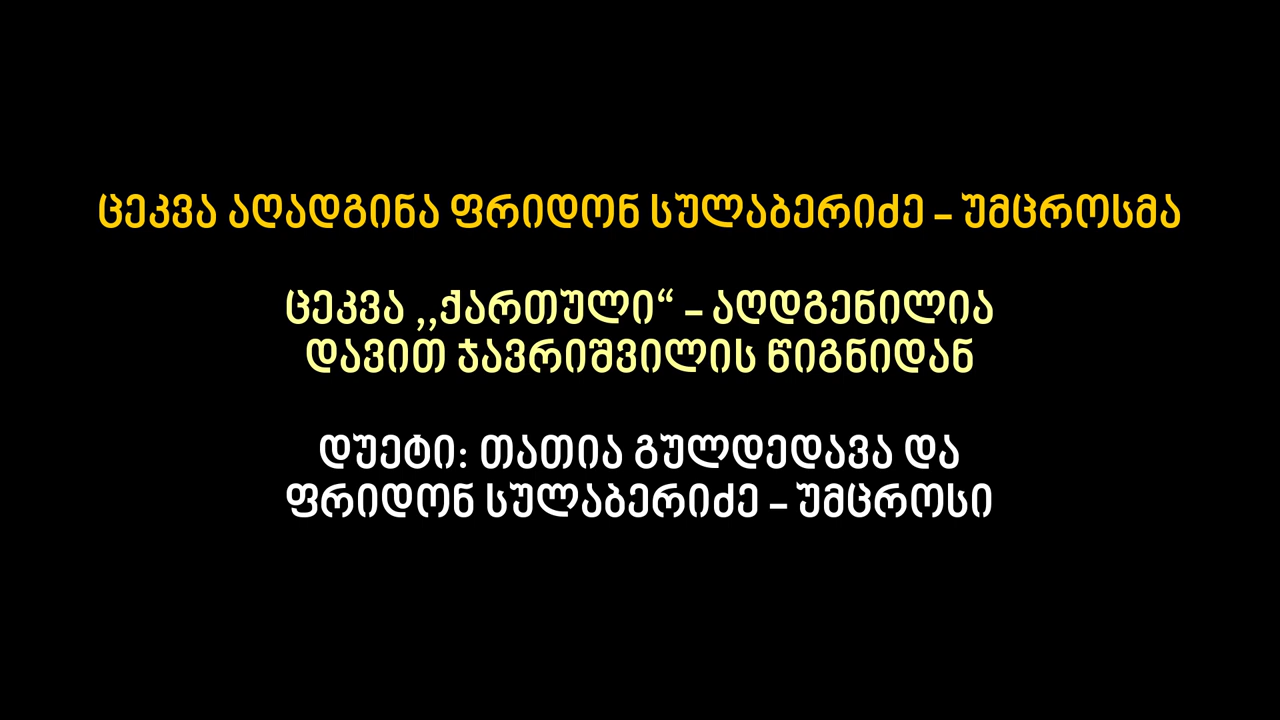 ცეკვა აღადგინა ფრიდონ სულაბერიძე – უმცროსმა
ცეკვა ,,ქართული“ – აღდგენილია
დავით ჯავრიშვილის წიგნიდან
დუეტი: თათია გულდედავა და
ფრიდონ სულაბერიძე – უმცროსი